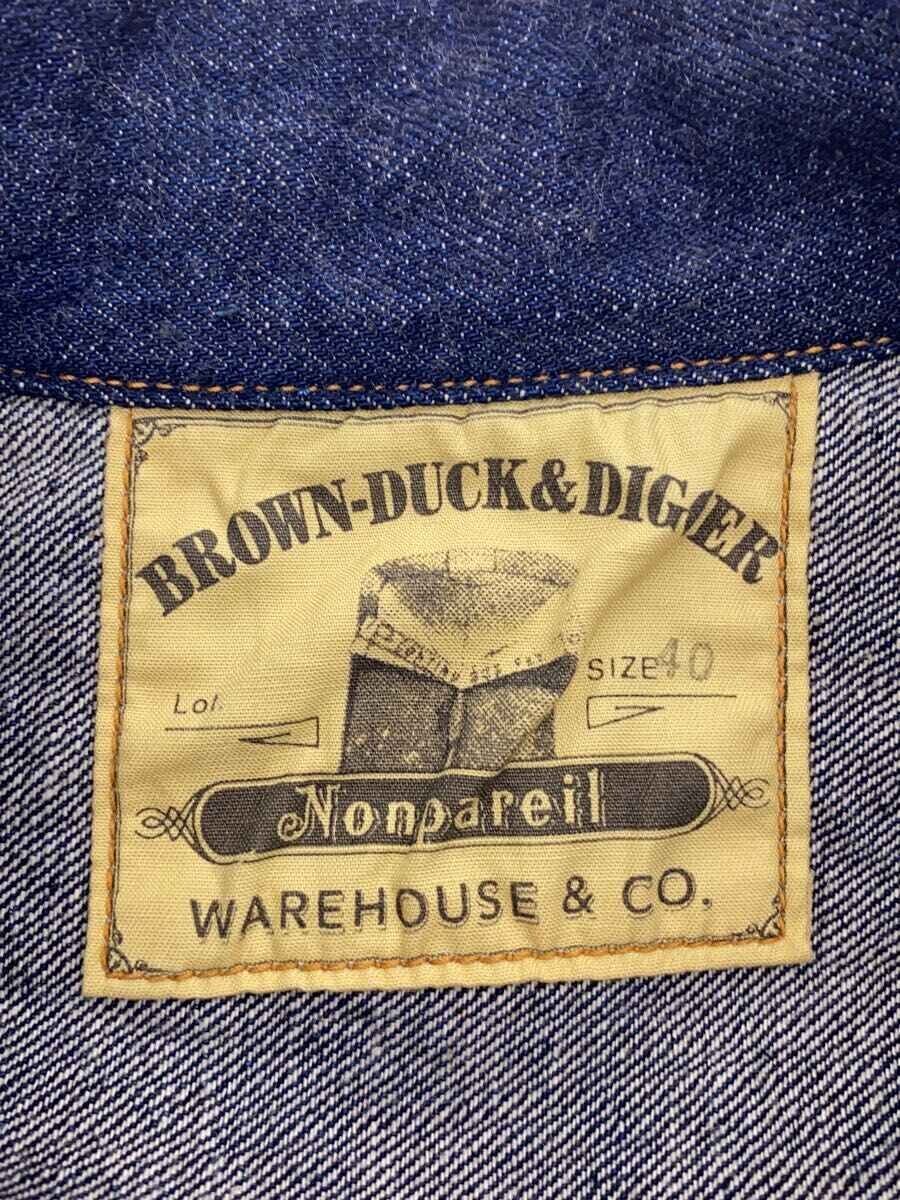 BROWN-DUCK&DIGGER
Lot.
SIZE 40
Nonpareil
WAREHOUSE & CO.